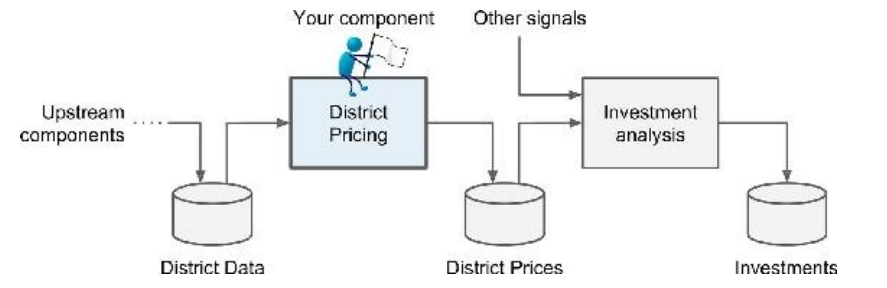 Your component
Other signals
Upstream
components
District
Pricing
Investment
analysis
District Data
District Prices
Investments